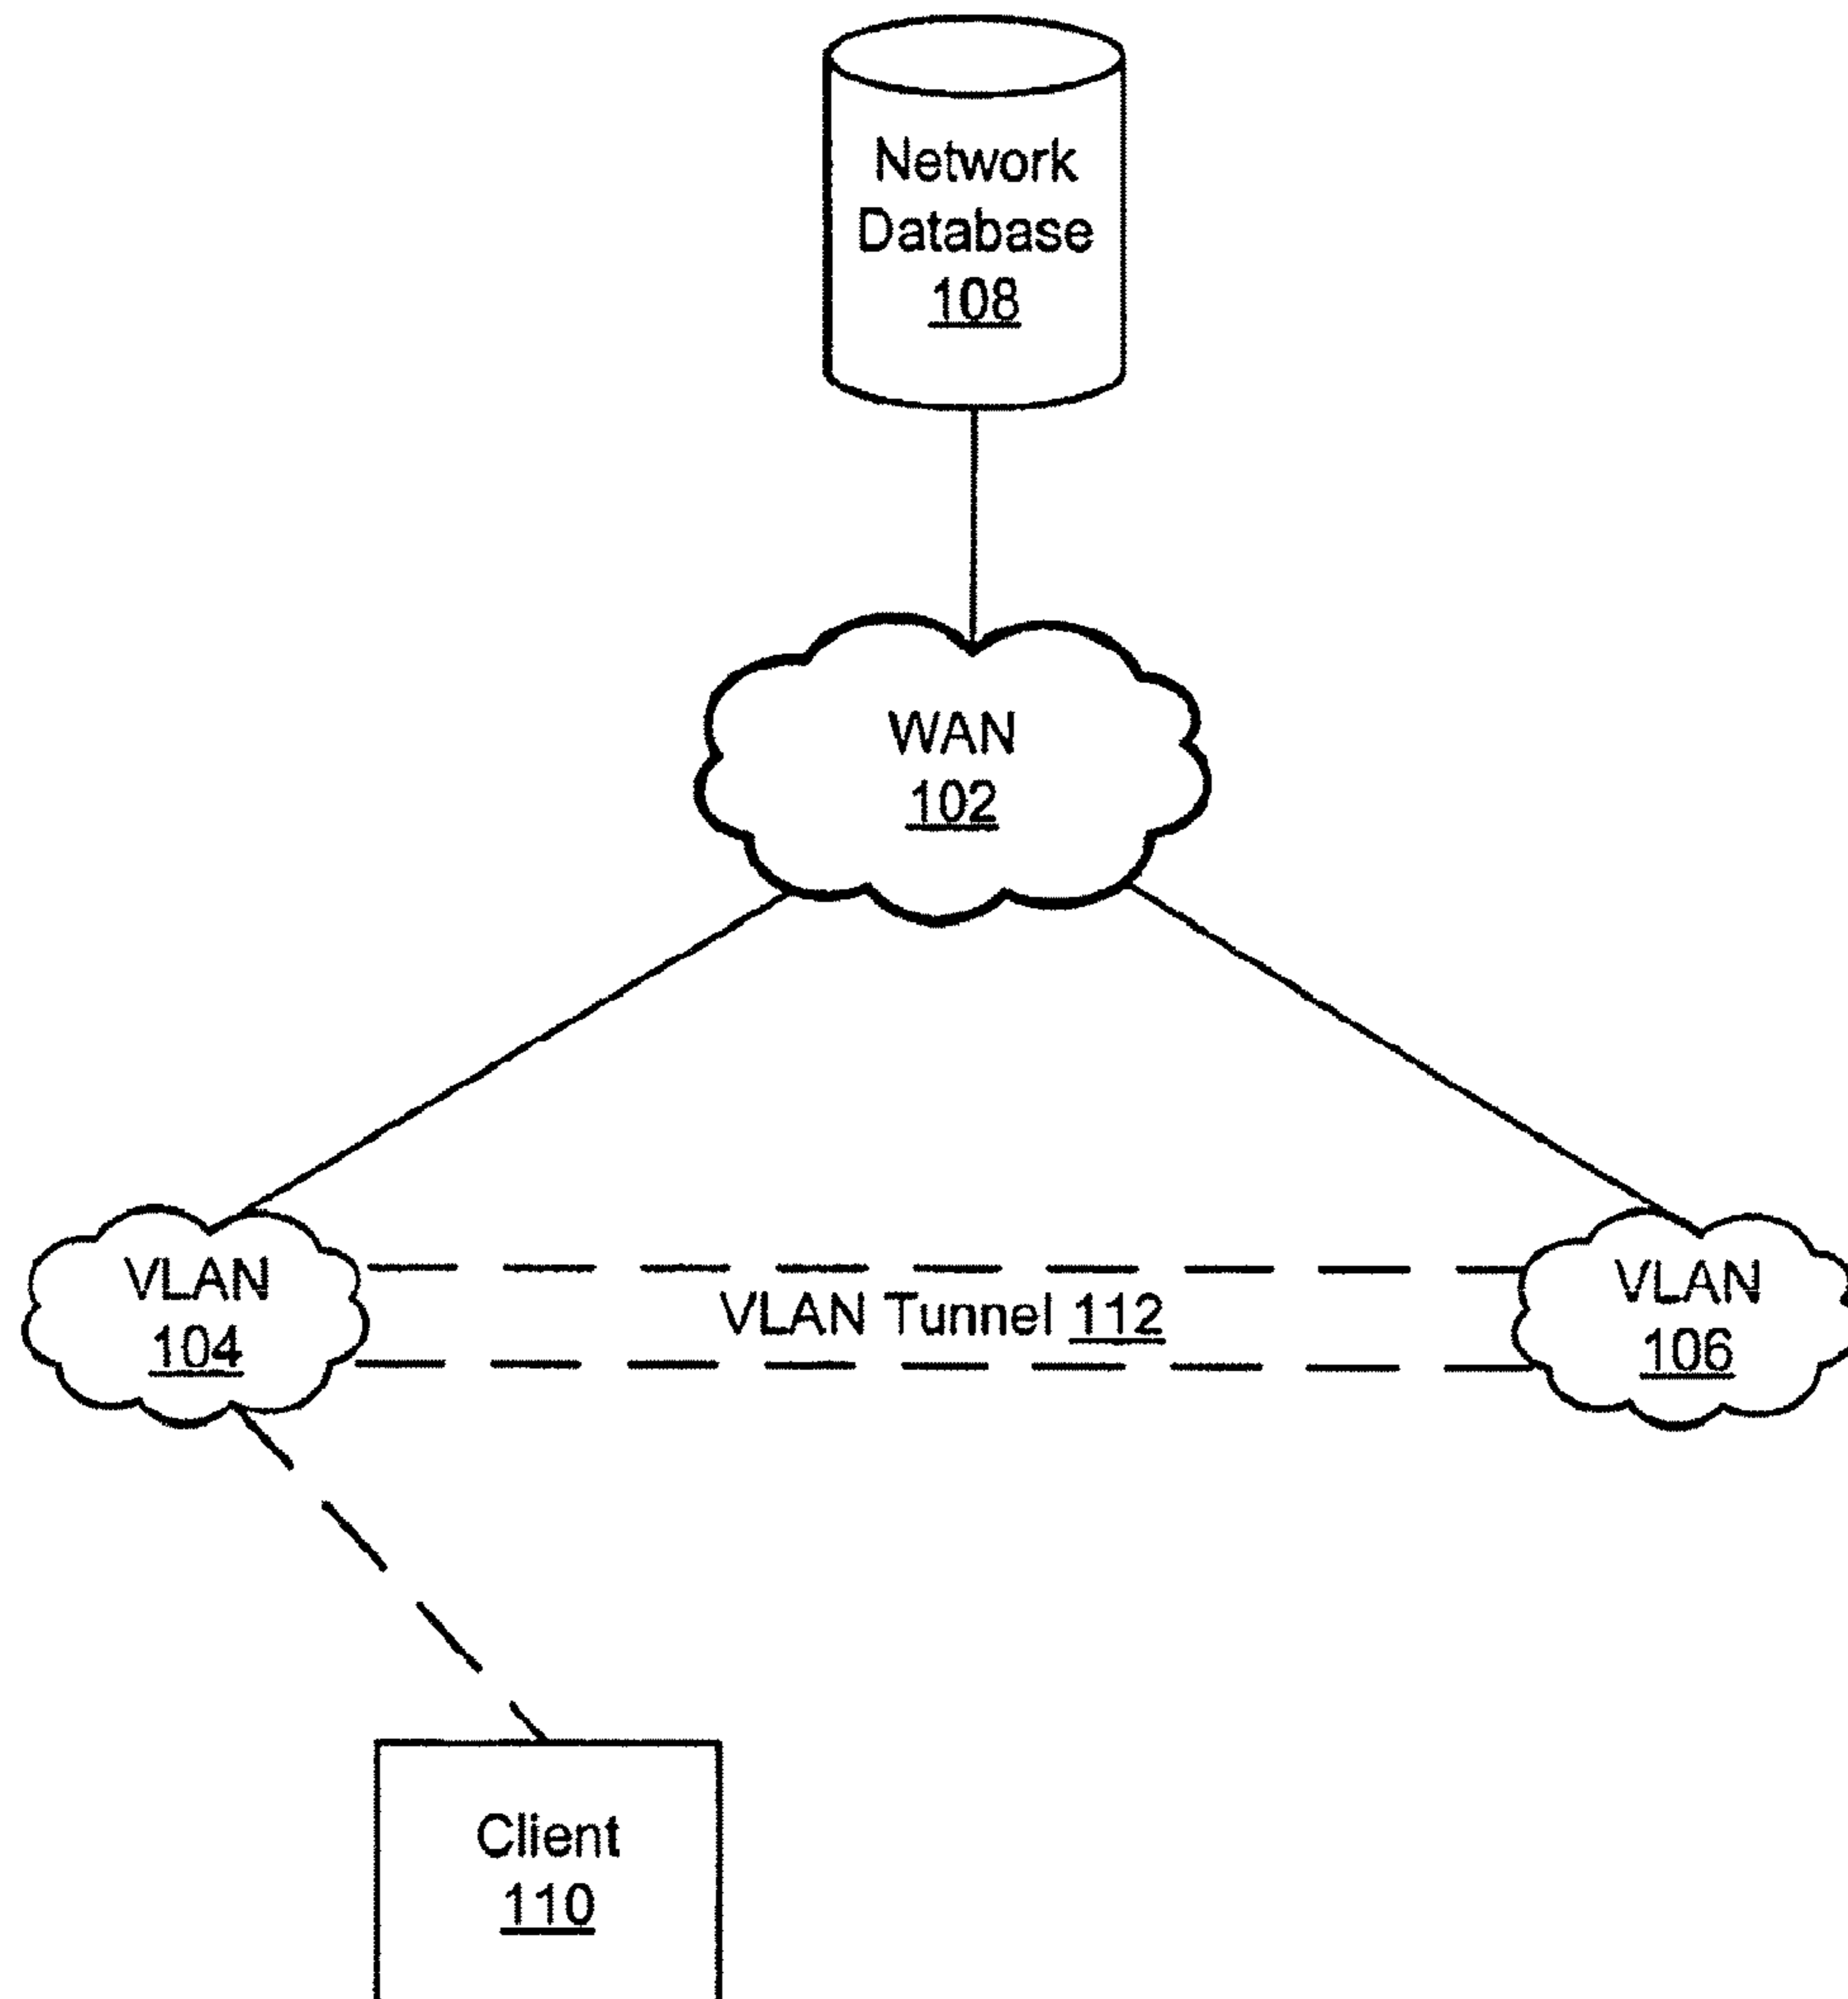 Network
Database
108
WAN
102
VLAN
104
VLAN Tunnel 112
VLAN
106
Client
110